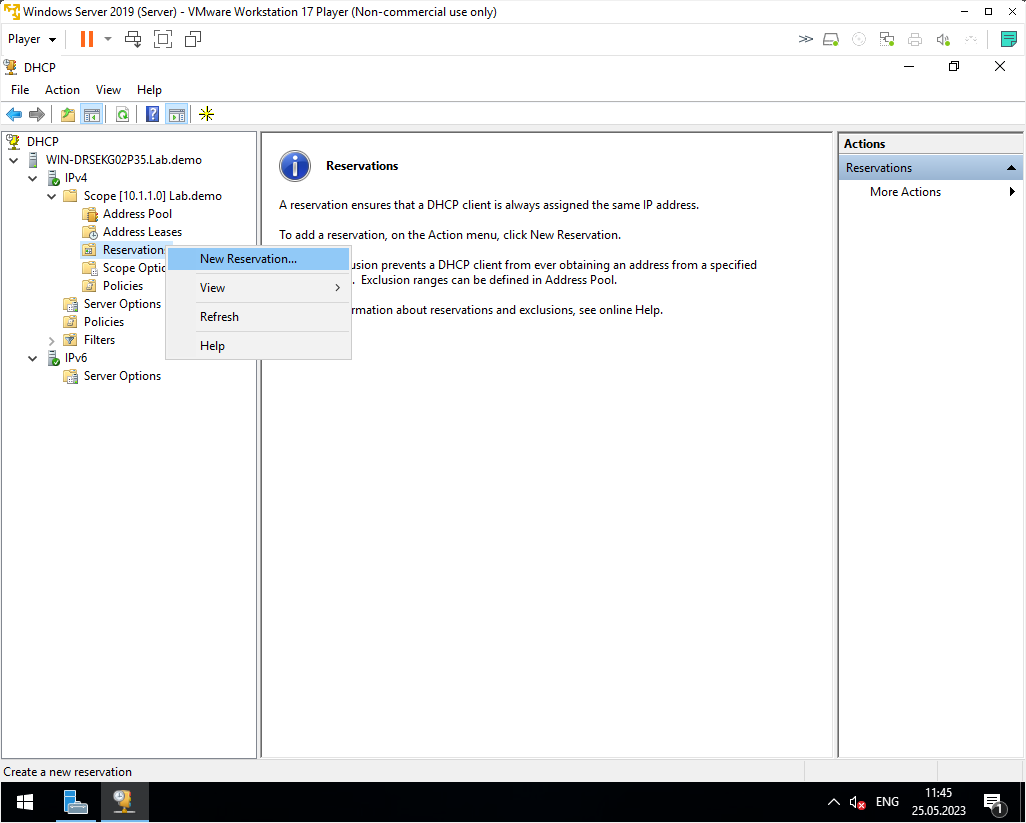 Windows Server 2019 (Server) - VMware Workstation 17 Player (Non-commercial use only)
Player
DHCP
File Action View Help
DHCP
WIN-DRSEKG02P35.Lab.demo
IPv4
Scope [10.1.1.0] Lab.demo
Address Pool
Address Leases
Reservation
Scope Optio
Policies
Server Options
Policies
Filters
IPv6
Server Options
New Reservation...
View
Refresh
Help
Reservations
A reservation ensures that a DHCP client is always assigned the same IP address.
To add a reservation, on the Action menu, click New Reservation.
usion prevents a DHCP client from ever obtaining an address from a specified
. Exclusion ranges can be defined in Address Pool.
rmation about reservations and exclusions, see online Help.
Actions
Reservations
More Actions
Create a new reservation
ENG
11:45
25.05.2023
1